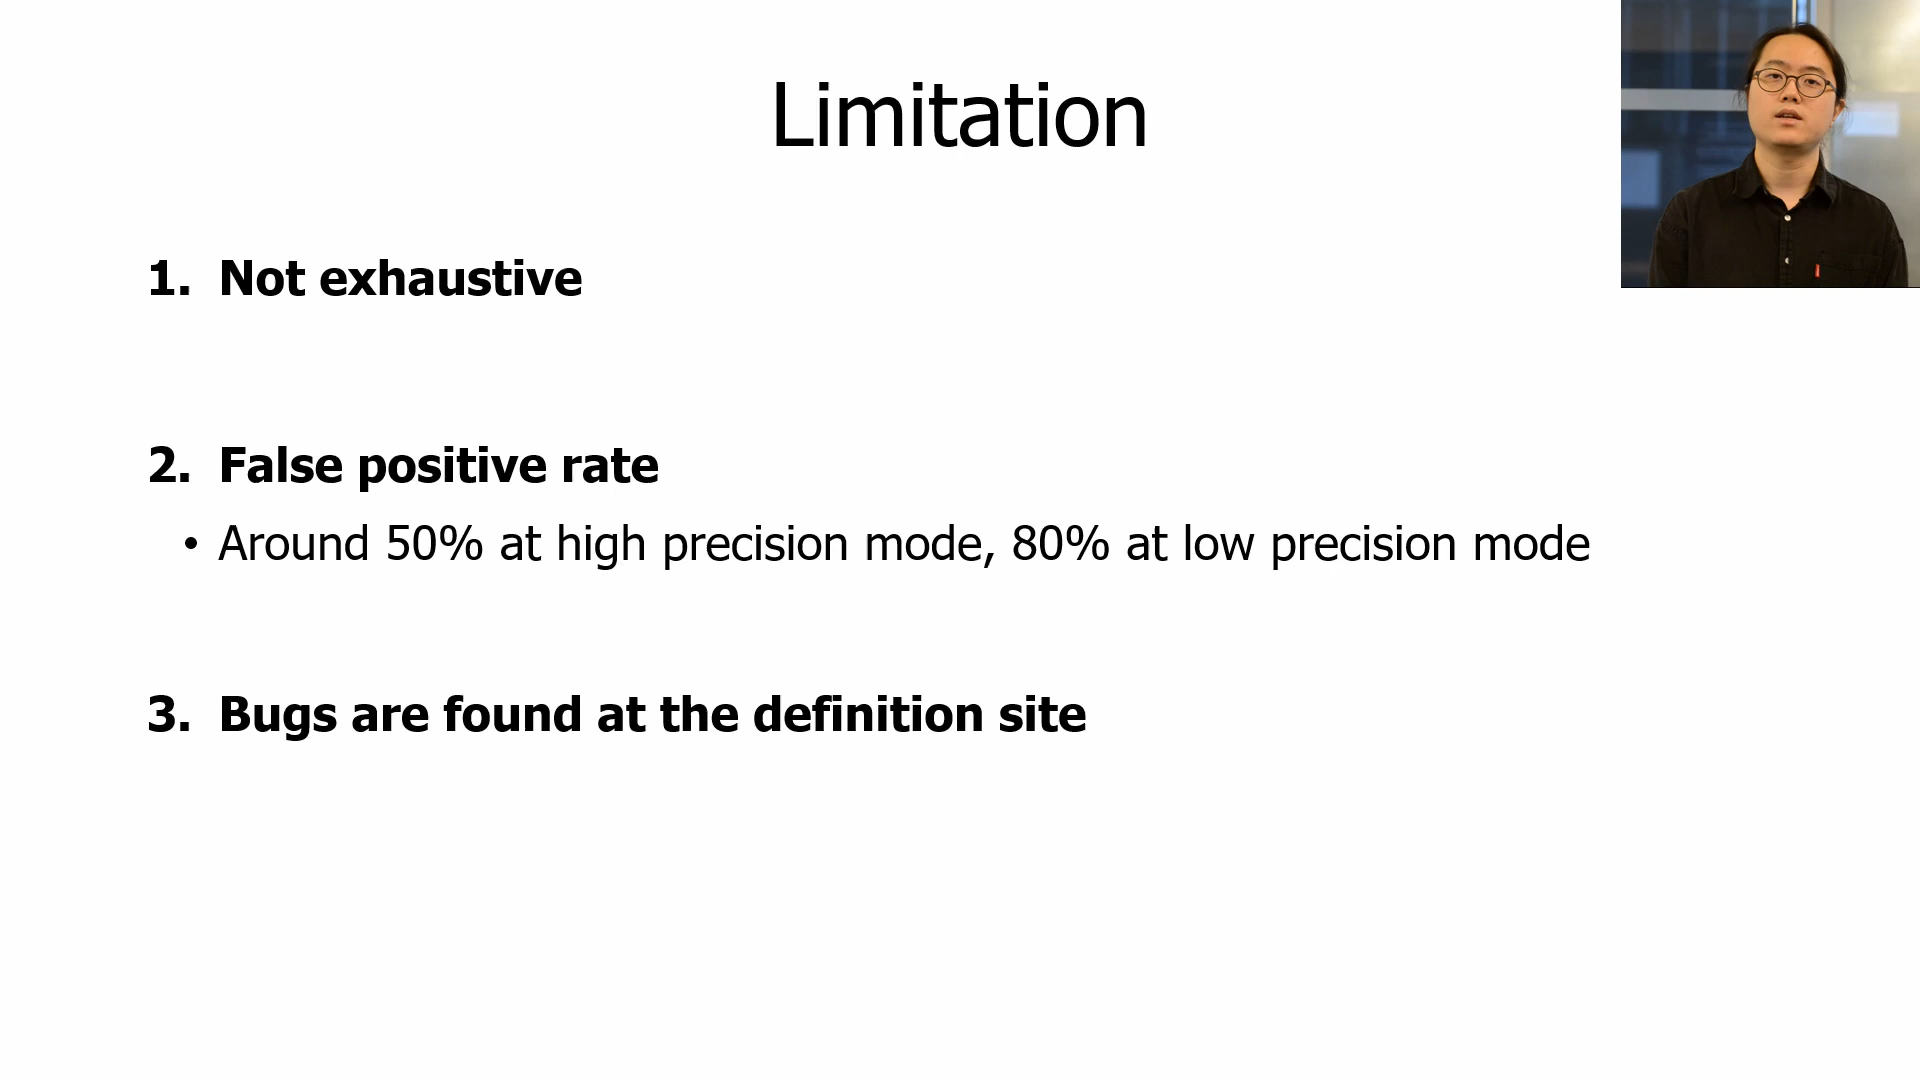 Limitation
1. Not exhaustive
2. False positive rate
• Around 50% at high precision mode, 80% at low precision mode
3. Bugs are found at the definition site